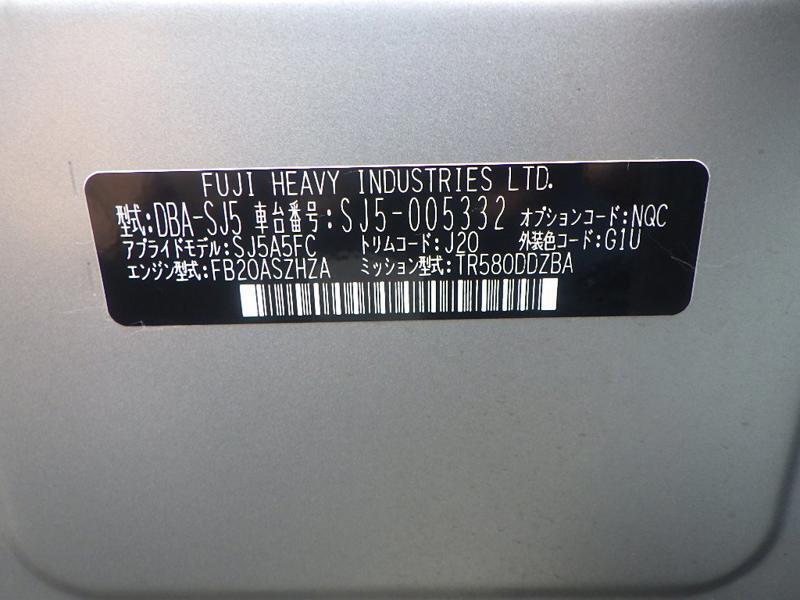 FUJI HEAVY INDUSTRIES LTD.
型式:DBA-SJ5 車台番号:SJ5-005332 オプションコード:NQC
アプライドモデル:SJ5A5FC トリムコード:J20 外装色コード:G1U
エンジン型式:FB20ASZHZA ミッション型式:TR580DDZBA